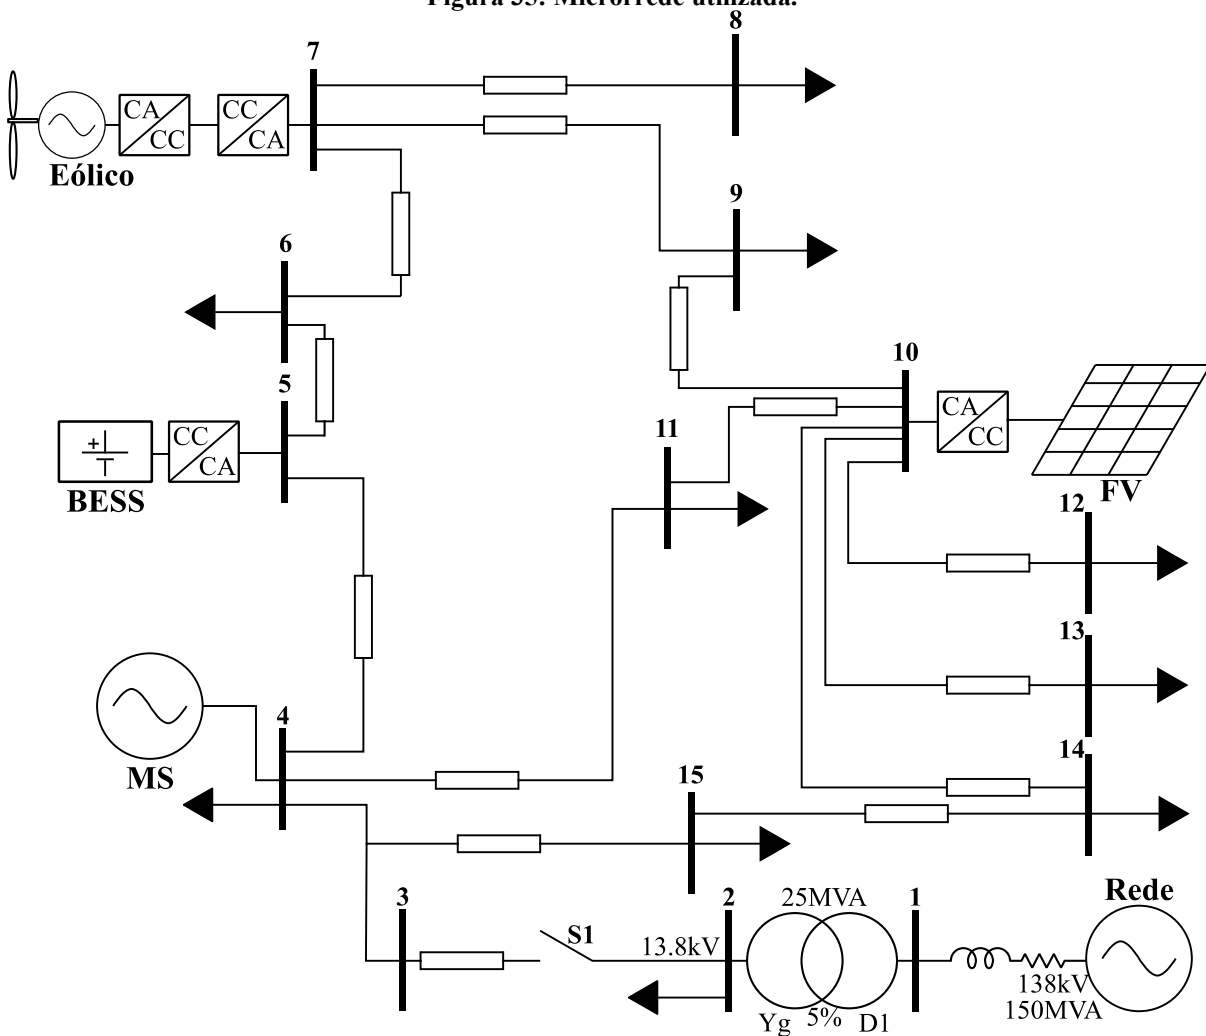 Figura 33: Microrrede utilizada.
8
7
CA
CC
CC
CA
Eólico
9
6
10
5
CA
CC
11
CC
CA
+
BESS
FV
12
13
4
14
MS
15
Rede
3
2
25MVA
1
S1
13.8kV
138kV
150MVA
Yg
5%
D1